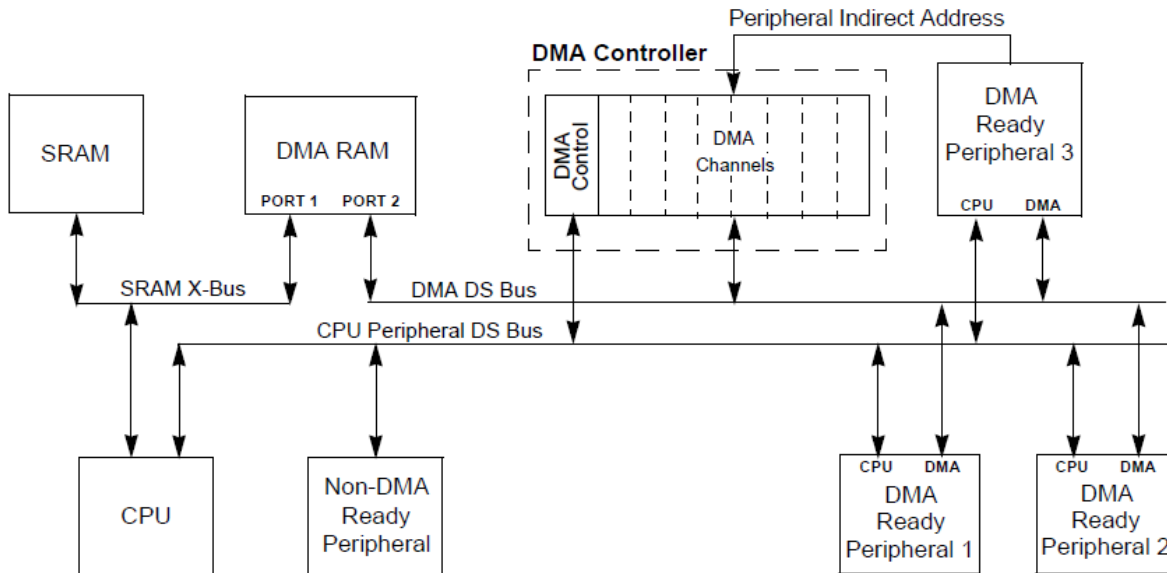 Peripheral Indirect Address
DMA Controller
SRAM
DMA RAM
PORT 1 PORT 2
DMA
Control
DMA
Channels
DMA
Ready
Peripheral 3
CPU DMA
SRAM X-Bus
DMA DS Bus
CPU Peripheral DS Bus
CPU
Non-DMA
Ready
Peripheral
CPU DMA
DMA
Ready
Peripheral 1
CPU DMA
DMA
Ready
Peripheral 2